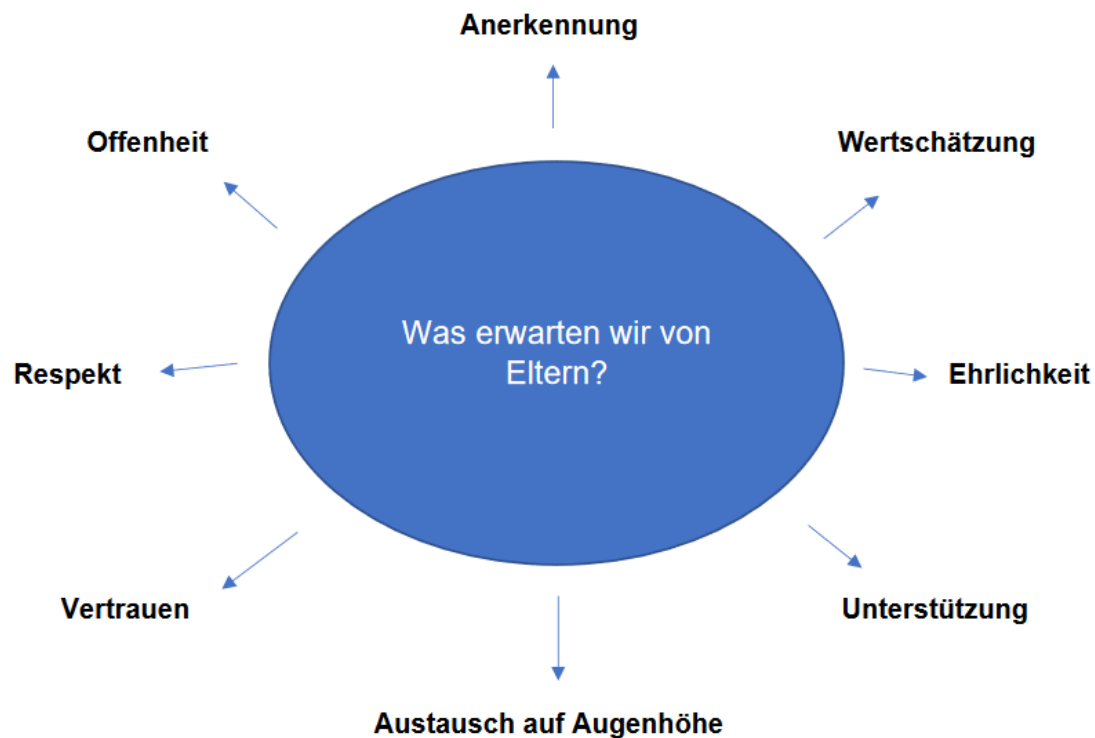 Anerkennung
Offenheit
Wertschätzung
Was erwarten wir von
Eltern?
Respekt
Ehrlichkeit
Vertrauen
Unterstützung
Austausch auf Augenhöhe